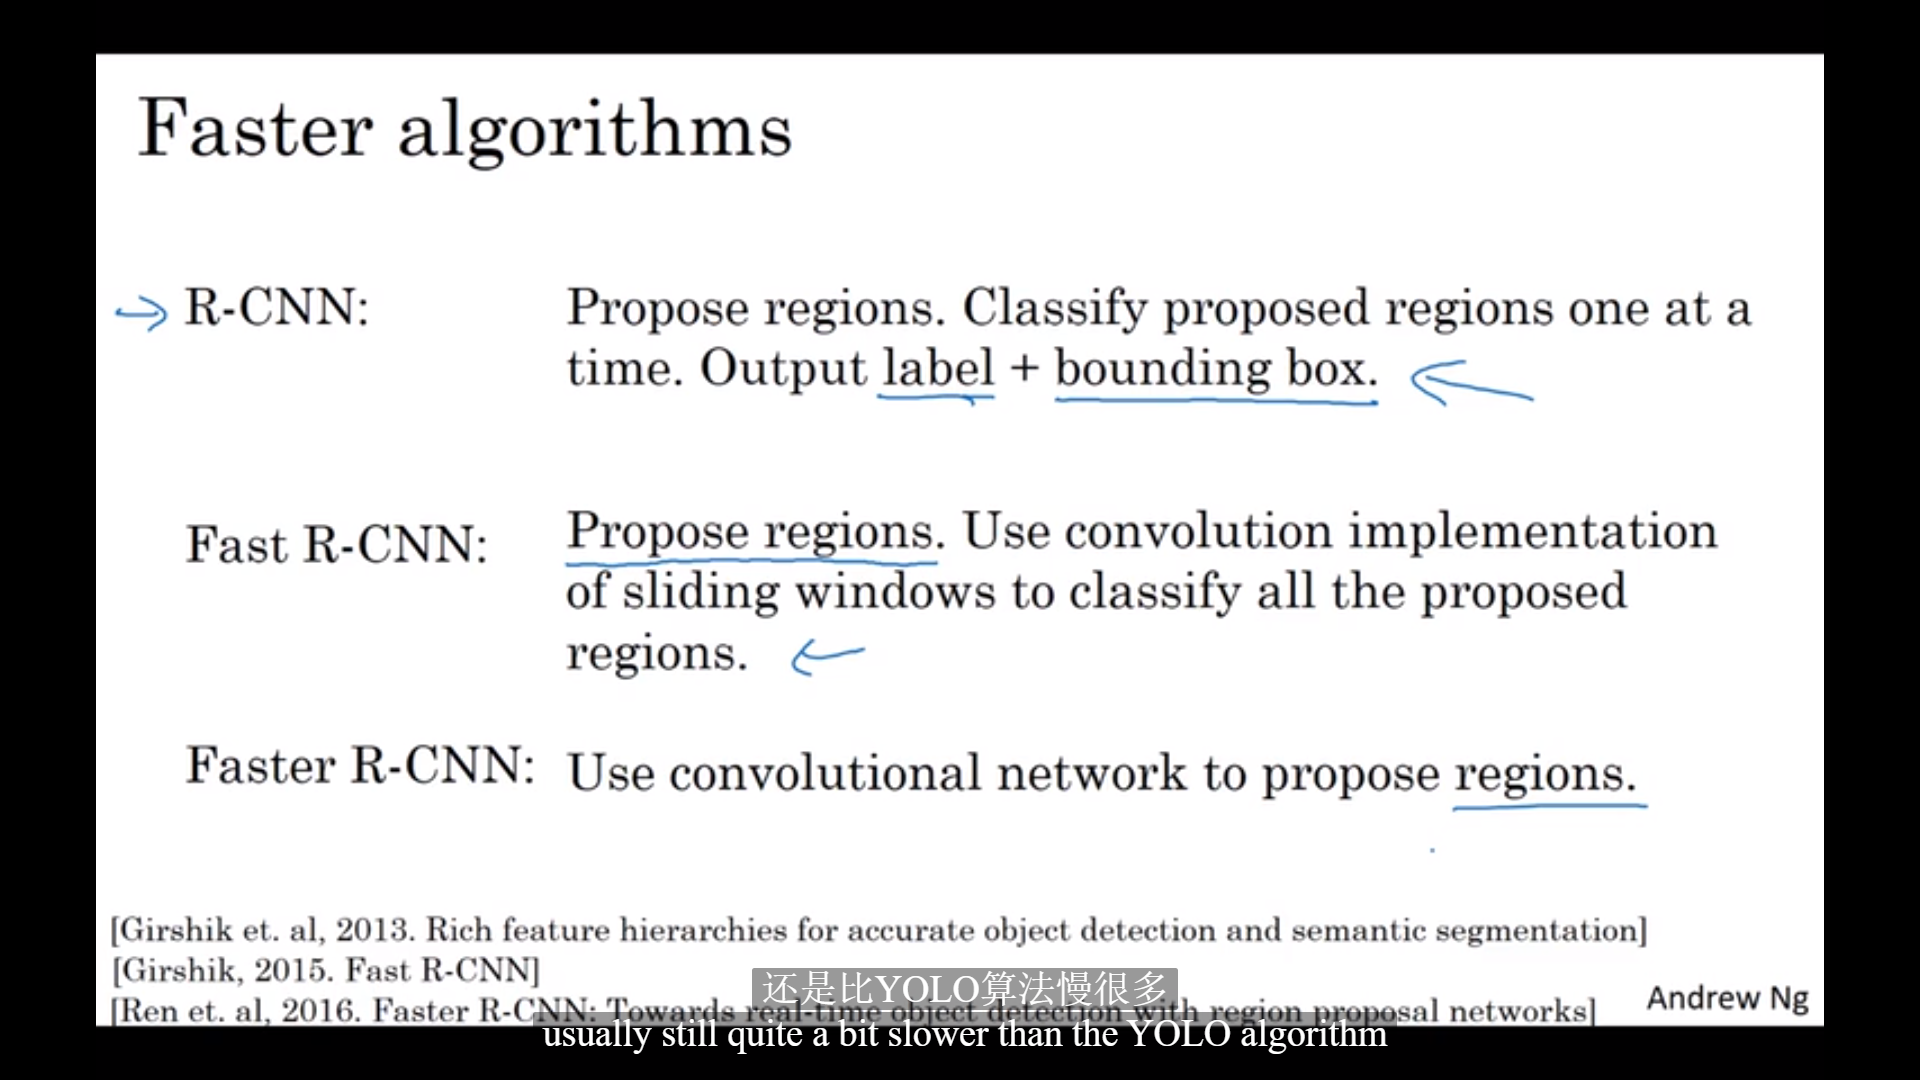 Faster algorithms
R-CNN:
Propose regions. Classify proposed regions one at a
time. Output label + bounding box.
Fast R-CNN:
Propose regions. Use convolution implementation
of sliding windows to classify all the proposed
regions.
Faster R-CNN:
Use convolutional network to propose regions.
[Girshik et. al, 2013. Rich feature hierarchies for accurate object detection and semantic segmentation]
[Girshik, 2015. Fast R-CNN]
[Ren et. al, 2016. Faster R-CNN: Towards real-time object detection with region proposal networks]
Andrew Ng
还是比YOLO算法慢很多
usually still quite a bit slower than the YOLO algorithm